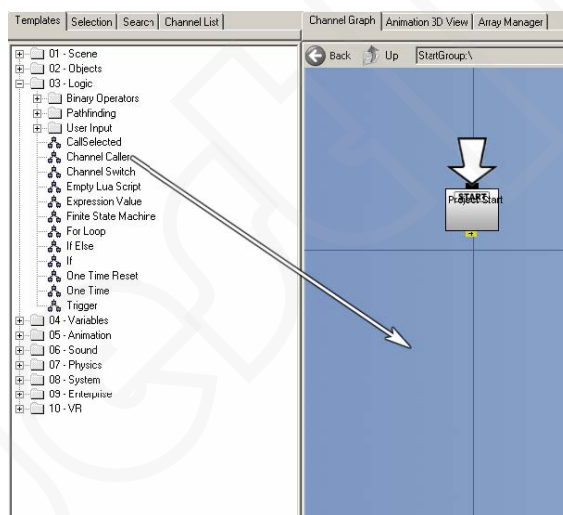 Templates Selection Search Channel List
01 - Scene
02 - Objects
03 - Logic
Binary Operators
Pathfinding
User Input
CallSelected
Channel Caller
Channel Switch
Empty Lua Script
Expression Value
Finite State Machine
For Loop
If Else
If
One Time Reset
One Time
Trigger
04 - Variables
05 - Animation
06 - Sound
07 - Physics
08 - System
09 - Enterprise
10 - VR
Channel Graph Animation 3D View Array Manager
Back Up StartGroup:\
START
Project Start